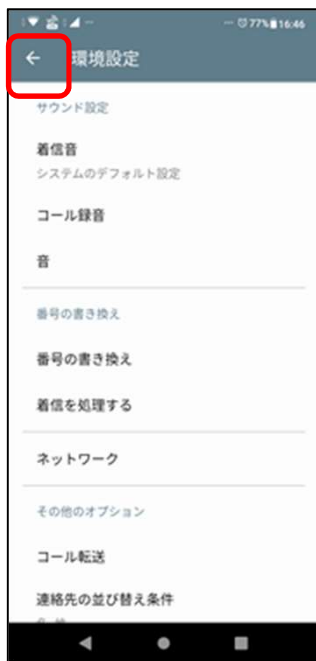 77% 16:46
環境設定
サウンド設定
着信音
システムのデフォルト設定
コール録音
音
番号の書き換え
番号の書き換え
着信を処理する
ネットワーク
その他のオプション
コール転送
連絡先の並び替え条件